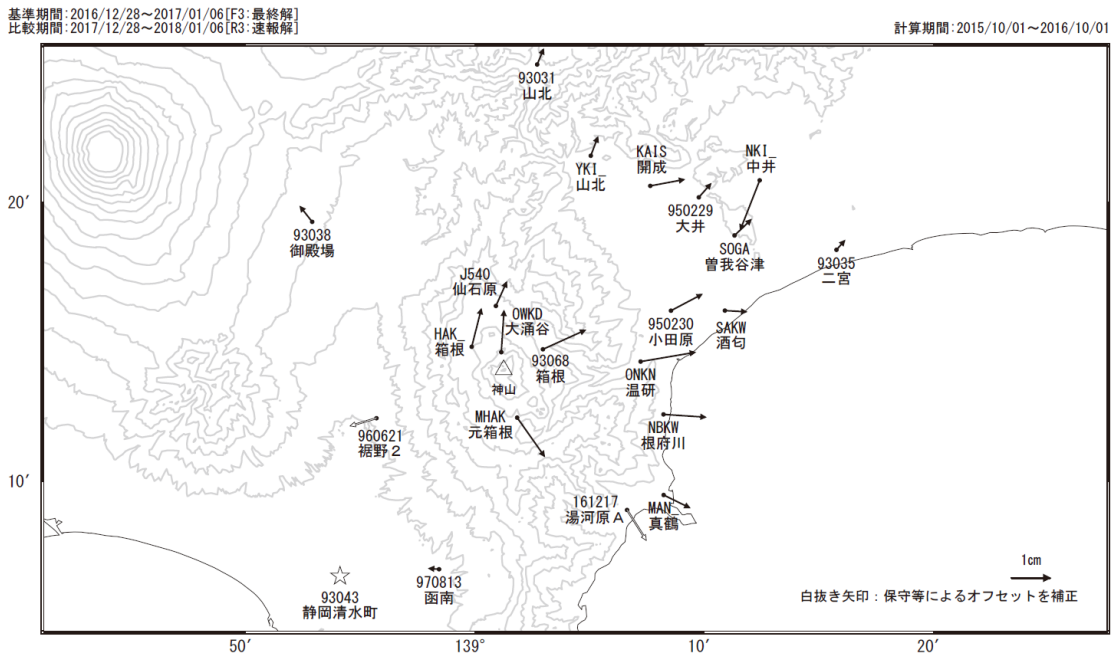 基準期間:2016/12/28～2017/01/06[F3:最終解]
比較期間:2017/12/28～2018/01/06[R3:速報解]
計算期間:2015/10/01～2016/10/01
93031
山北
YKI_
山北
KAIS
開成
NKI_
中井
20′
950229
大井
93038
御殿場
SOGA
曽我谷津
93035
二宮
J540_
仙石原
OWKD
大涌谷
HAK_
箱根
93068
箱根
950230
小田原
SAKW
酒匂
神山
ONKN
温研
MHAK
元箱根
NBKW
根府川
960621
裾野２
10′
161217
湯河原Ａ
MAN_
真鶴
970813
函南
93043
静岡清水町
1cm
白抜き矢印：保守等によるオフセットを補正
50′
139°
10′
20′